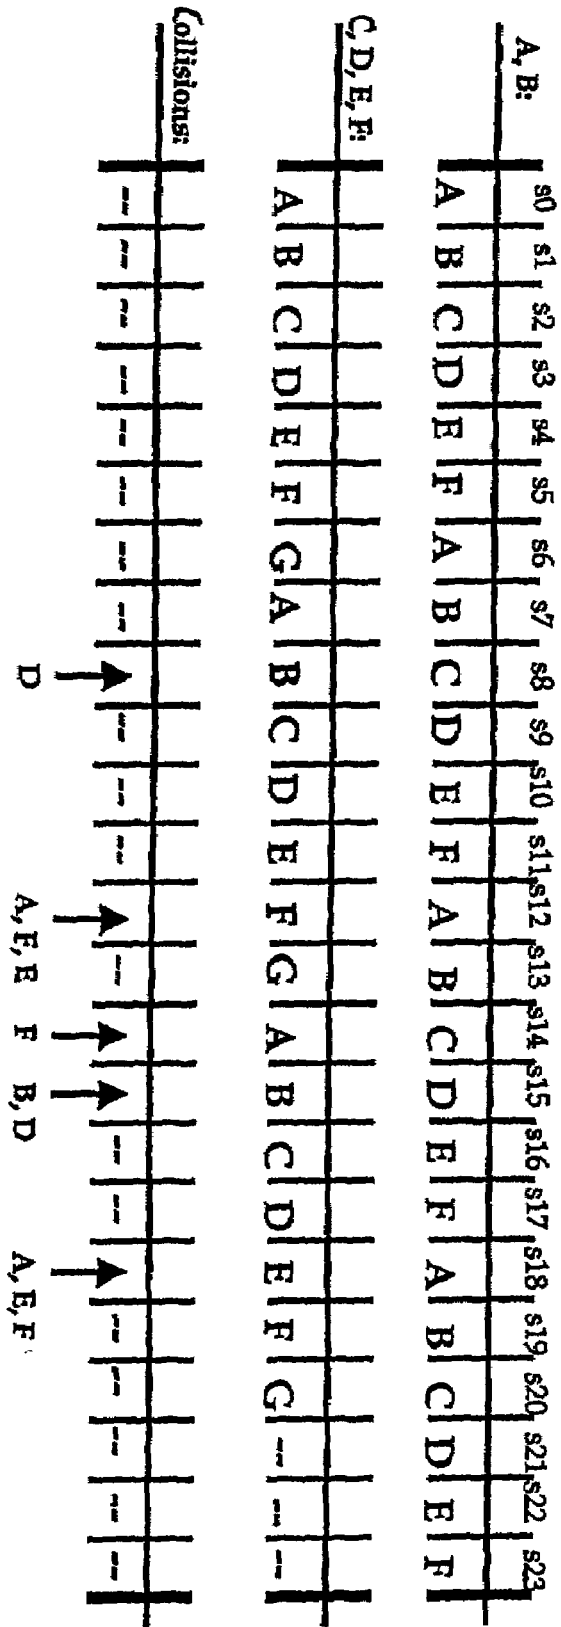 s0 s1 s2 s3 s4 s5 s6 s7 s8 s9 s10 s11 s12 s13 s14 s15 s16 s17 s18 s19 s20 s21 s22 s23
A, B: A B C D E F A B C D E F A B C D E F A B C D E F
C, D, E, F: A B C D E F G A B C D E F G A B C D E F G -- -- --
Collisions: -- -- -- -- -- -- -- -- -- -- -- -- -- -- -- -- -- -- -- --
D A, F, E F B, D A, E, F